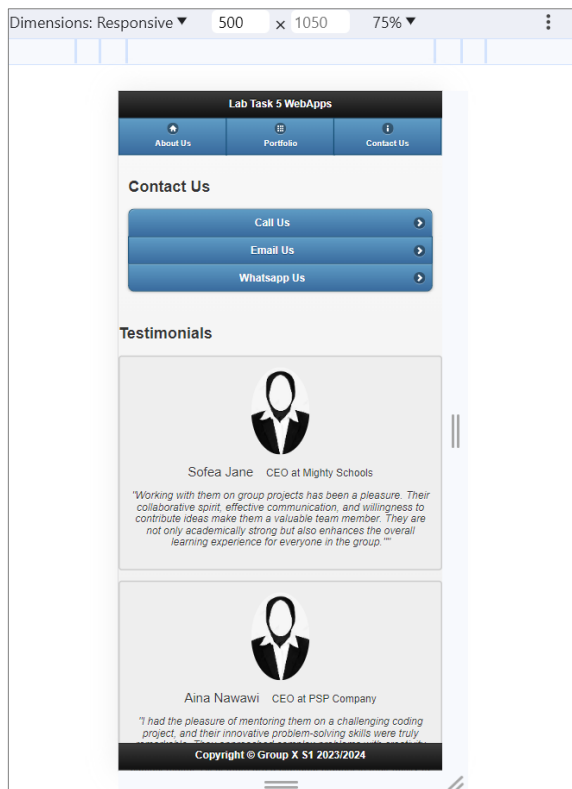 Dimensions: Responsive ▼ 500 × 1050 75% ▼
Lab Task 5 WebApps
About Us Portfolio Contact Us
Contact Us
Call Us
Email Us
Whatsapp Us
Testimonials
Sofea Jane CEO at Mighty Schools
"Working with them on group projects has been a pleasure. Their
collaborative spirit, effective communication, and willingness to
contribute ideas make them a valuable team member. They are
not only academically strong but also enhances the overall
learning experience for everyone in the group.""
Aina Nawawi CEO at PSP Company
"I had the pleasure of mentoring them on a challenging coding
project, and their innovative problem-solving skills were truly
Copyright © Group X S1 2023/2024